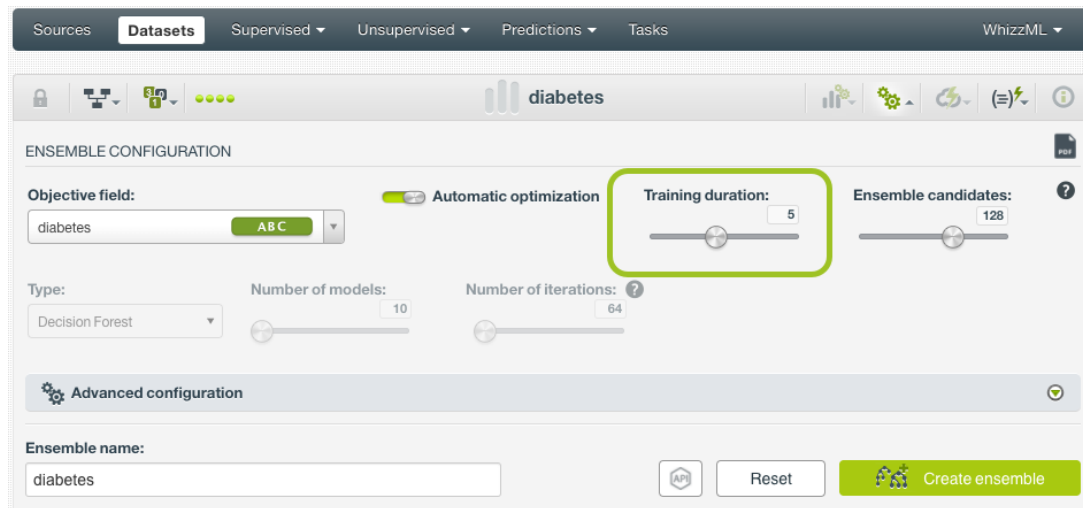 Sources Datasets Supervised Unsupervised Predictions Tasks WhizzML
diabetes
(=)
ENSEMBLE CONFIGURATION
PDF
Objective field: Automatic optimization Training duration: Ensemble candidates:
diabetes ABC 5 128
Type: Number of models: Number of iterations:
Decision Forest 10 64
Advanced configuration
Ensemble name:
diabetes API Reset Create ensemble